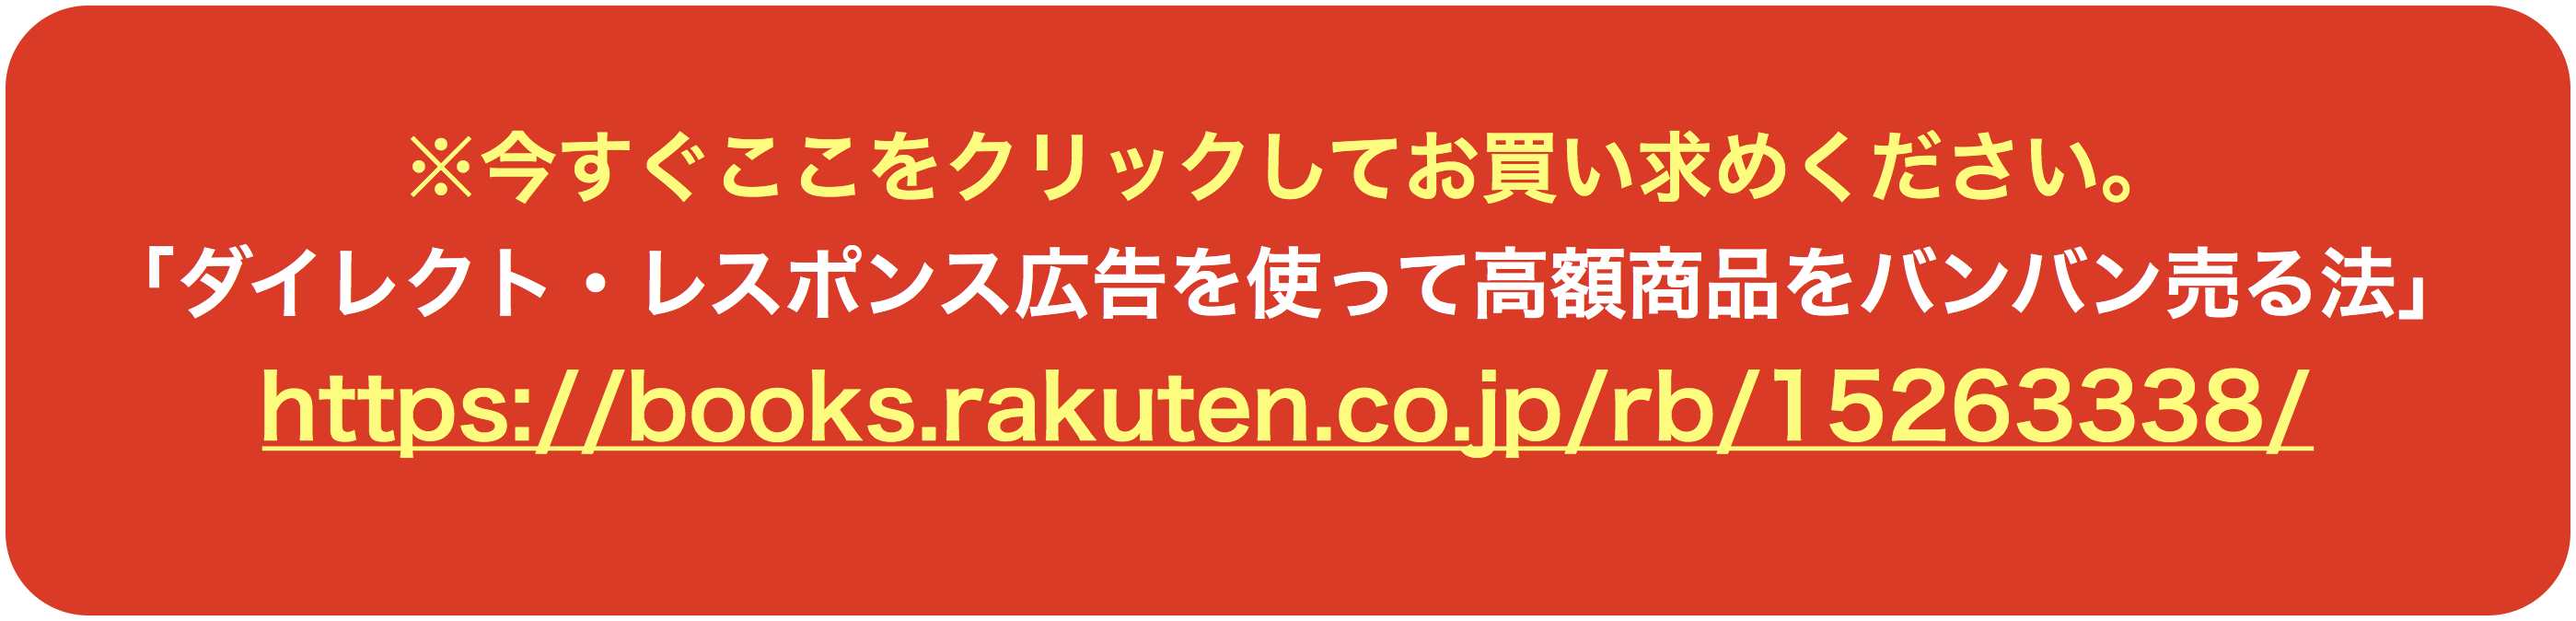 ※今すぐここをクリックしてお買い求めください。
「ダイレクト・レスポンス広告を使って高額商品をバンバン売る法」
https://books.rakuten.co.jp/rb/15263338/